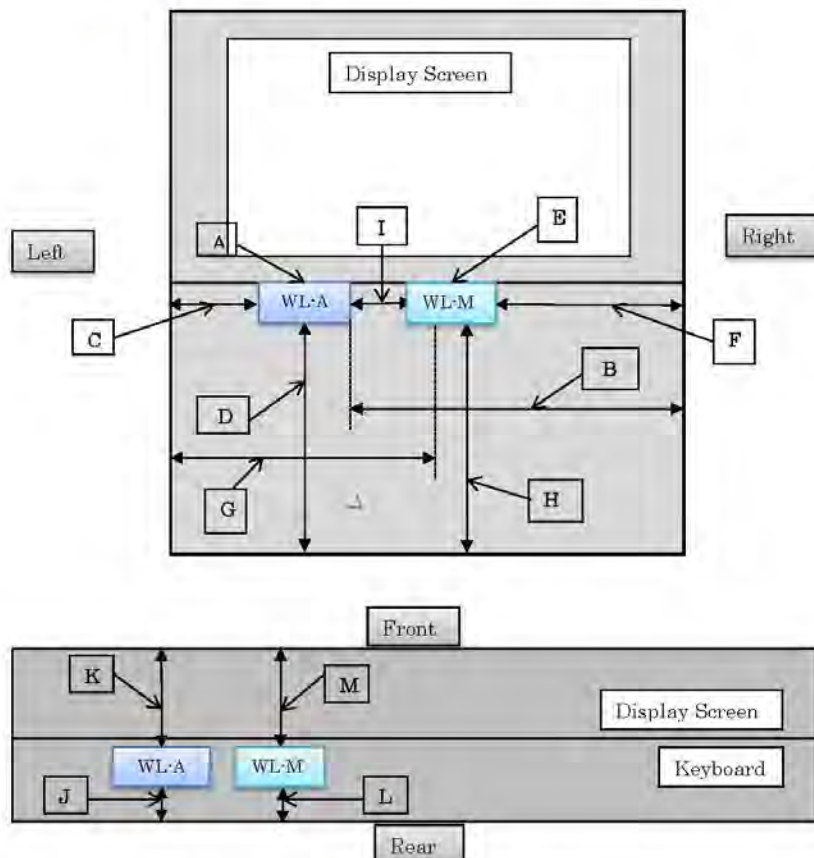 Display Screen
E
I
A
Left
Right
WL-A
WL-M
C
F
B
D
G
H
Front
K
M
Display Screen
WL-A
WL-M
Keyboard
J
L
Rear